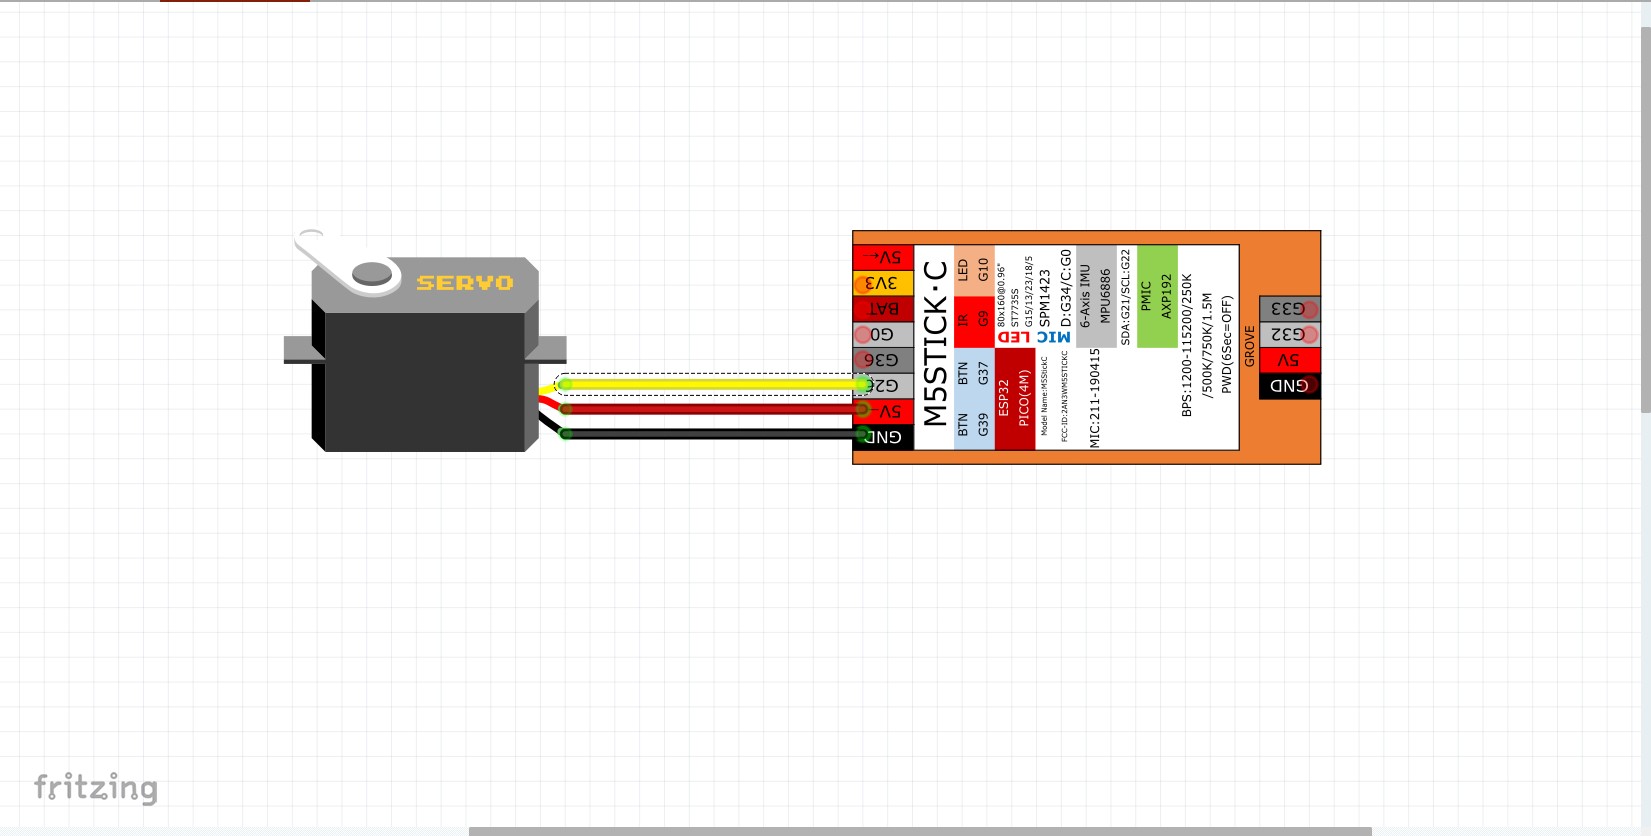 SERVO
5V←
3V3
BAT
G0
G36
5V
GND
M5STICK·C
LED
G10
IR
G9
BTN
G37
BTN
G39
80x160@0.96"
ST7735S
G15/13/23/18/5
LED
ESP32
PICO(4M)
SPM1423
D:G34/C:G0
MIC
Model Name:M5StickC
FCC-ID:2AN3WM5STICKC
6-Axis IMU
MPU6886
MIC:211-190415
SDA:G21/SCL:G22
PMIC
AXP192
BPS:1200-115200/250K
/500K/750K/1.5M
PWD(6Sec=OFF)
GROVE
G33
G32
5V
GND
fritzing